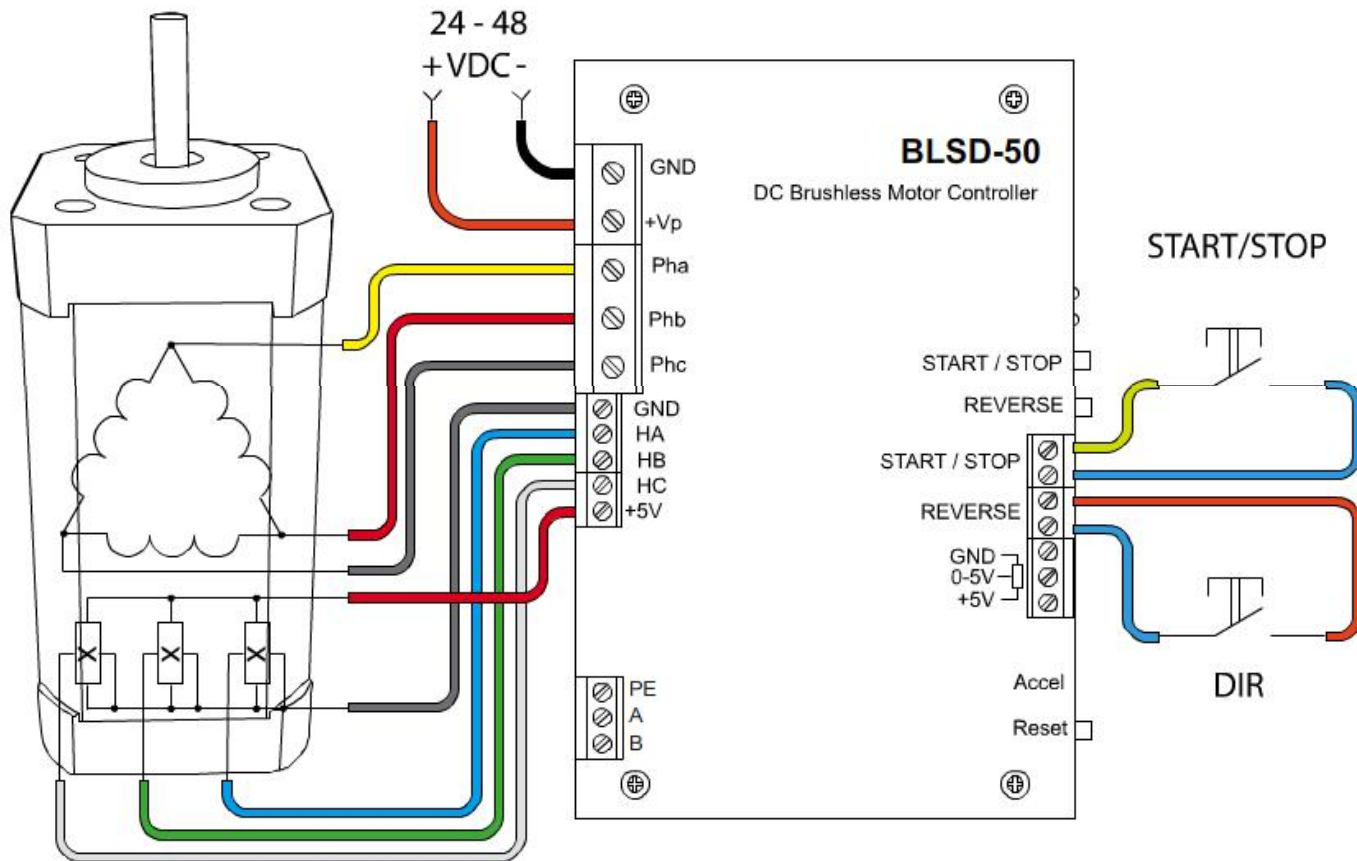 24 - 48
+ VDC -
BLSD-50
DC Brushless Motor Controller
GND
+Vp
Pha
Phb
Phc
GND
HA
HB
HC
+5V
PE
A
B
START/STOP
START / STOP
REVERSE
START / STOP
REVERSE
GND
0-5V
+5V
DIR
Accel
Reset